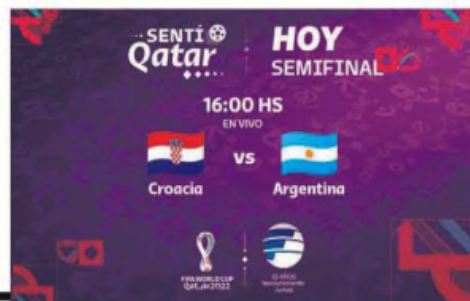 SENTÍ
Qatar
HOY
SEMIFINAL
16:00 HS
EN VIVO
vs
Croacia
Argentina
FIFA WORLD CUP
Qatar2022